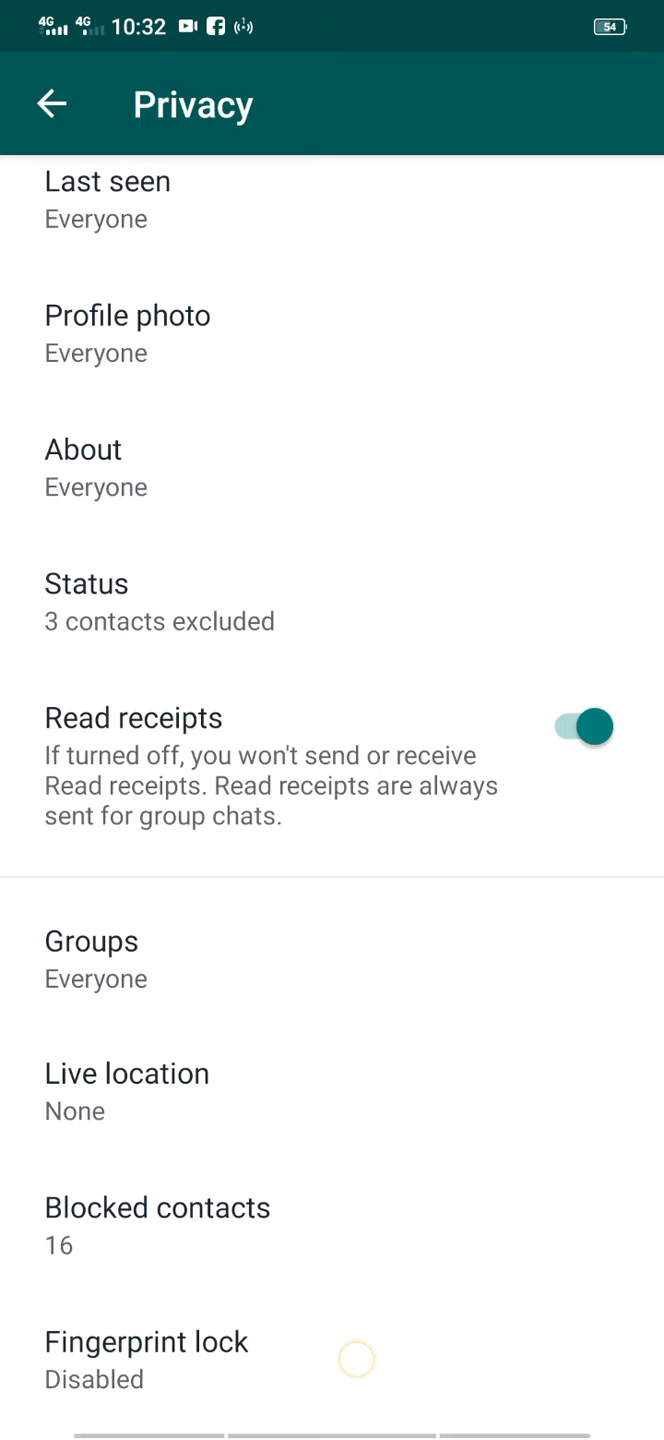 4G 4G 10:32 54
Privacy
Last seen
Everyone
Profile photo
Everyone
About
Everyone
Status
3 contacts excluded
Read receipts
If turned off, you won't send or receive
Read receipts. Read receipts are always
sent for group chats.
Groups
Everyone
Live location
None
Blocked contacts
16
Fingerprint lock
Disabled